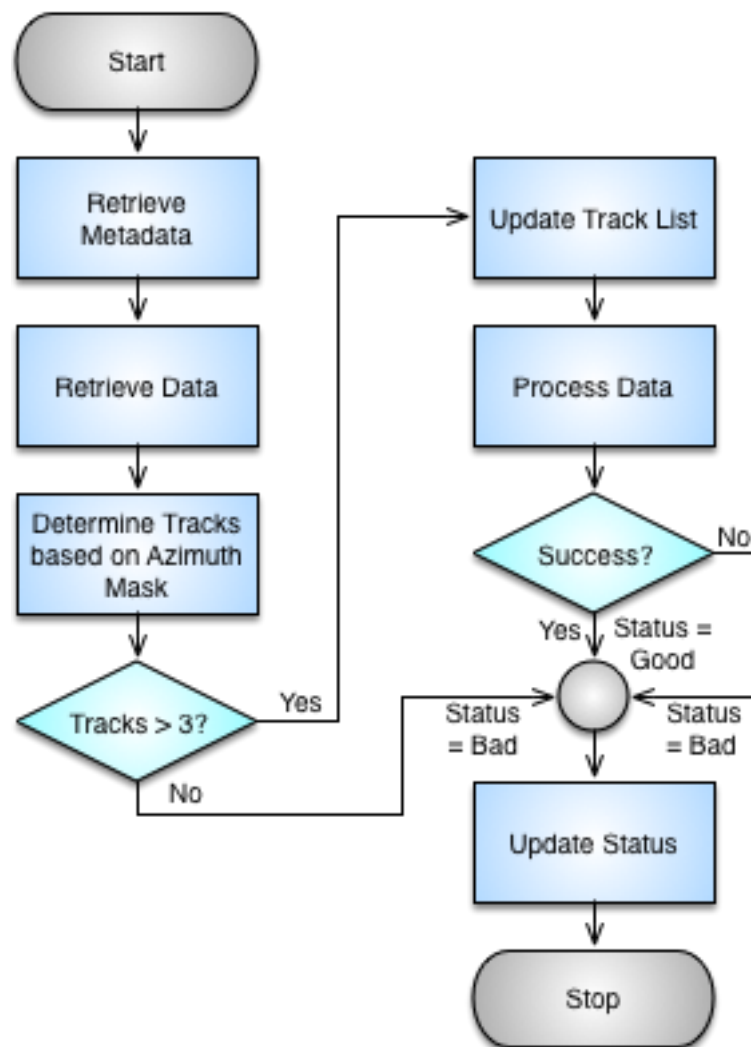 Start
Retrieve
Metadata
Retrieve Data
Determine Tracks
based on Azimuth
Mask
Tracks > 3?
Yes
No
Update Track List
Process Data
Success?
No
Yes
Status =
Good
Status
= Bad
Status
= Bad
Update Status
Stop